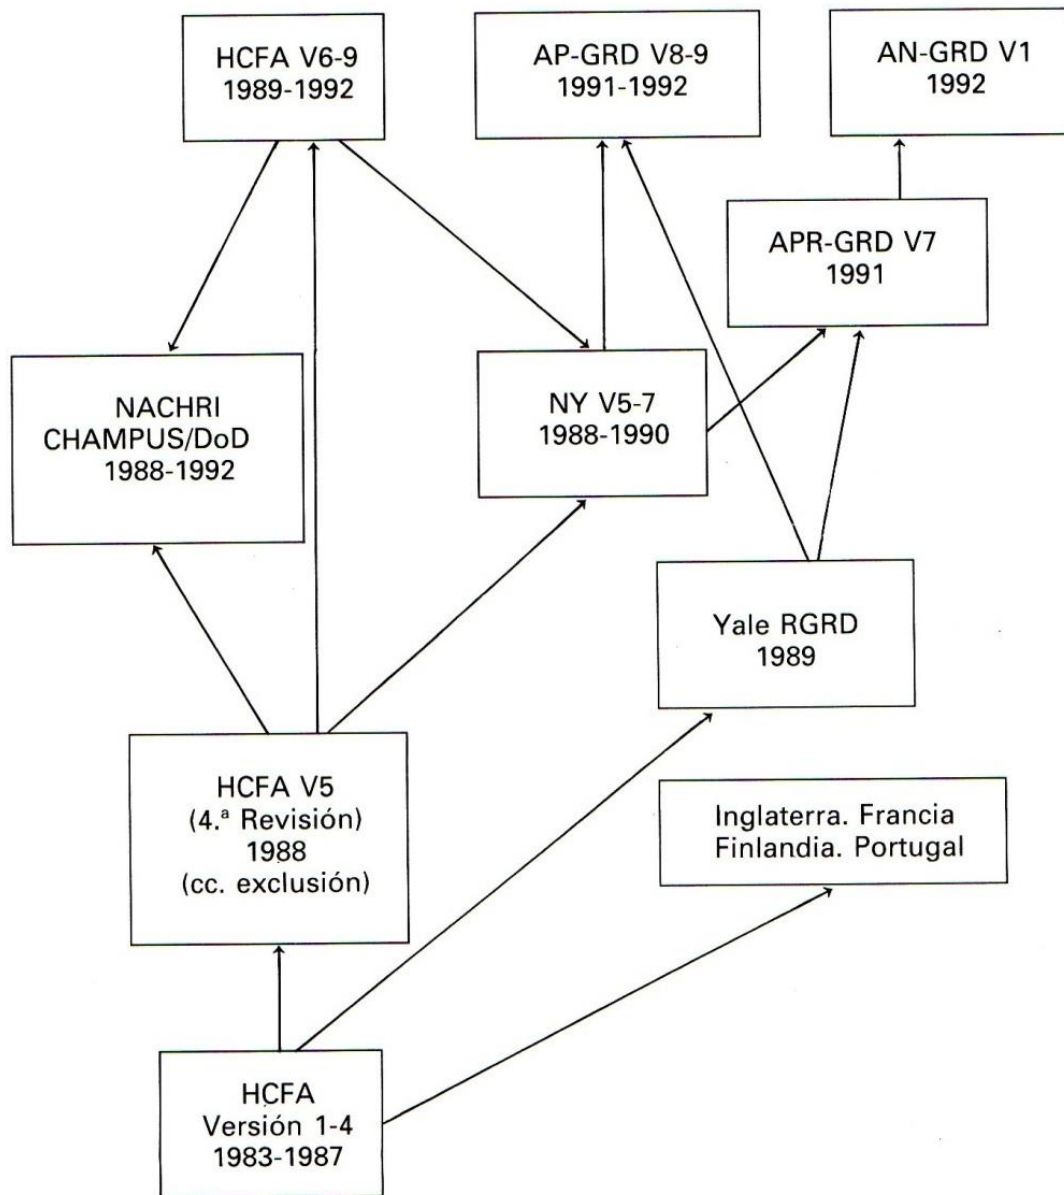 HCFA V6-9
1989-1992
AP-GRD V8-9
1991-1992
AN-GRD V1
1992
APR-GRD V7
1991
NACHRI
CHAMPUS/DoD
1988-1992
NY V5-7
1988-1990
Yale RGRD
1989
HCFA V5
(4.ª Revisión)
1988
(cc. exclusión)
Inglaterra. Francia
Finlandia. Portugal
HCFA
Versión 1-4
1983-1987